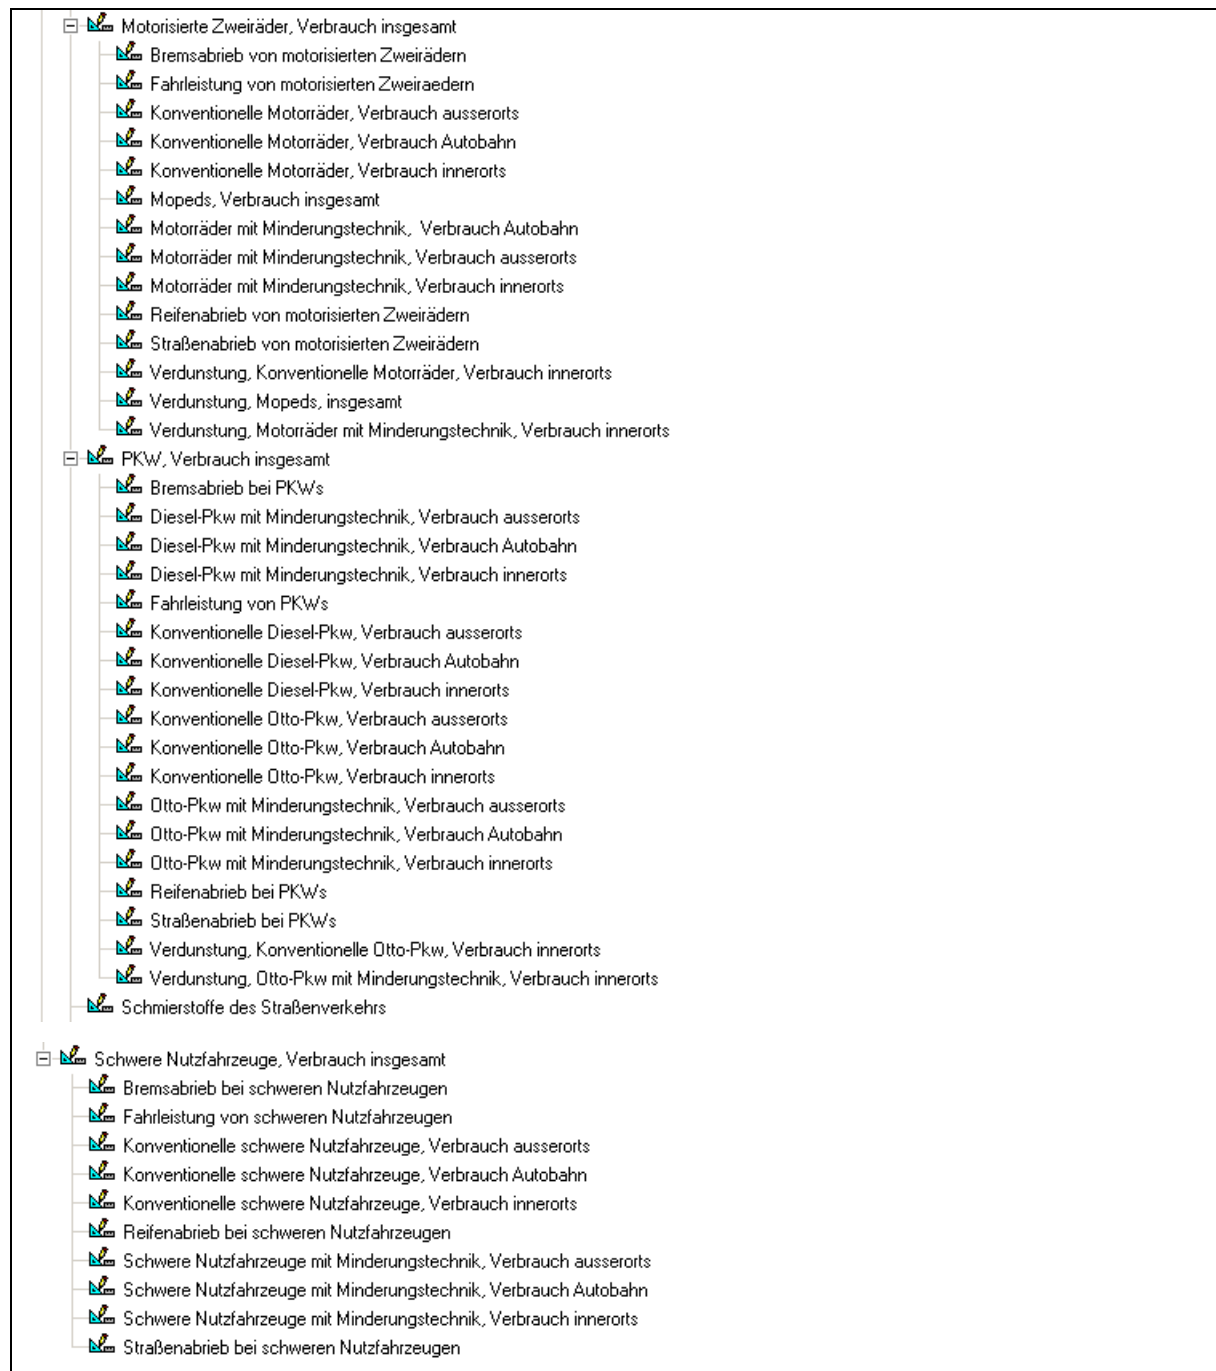 Motorisierte Zweiräder, Verbrauch insgesamt
Bremsabrieb von motorisierten Zweirädern
Fahrleistung von motorisierten Zweiraedern
Konventionelle Motorräder, Verbrauch ausserorts
Konventionelle Motorräder, Verbrauch Autobahn
Konventionelle Motorräder, Verbrauch innerorts
Mopeds, Verbrauch insgesamt
Motorräder mit Minderungstechnik,  Verbrauch Autobahn
Motorräder mit Minderungstechnik, Verbrauch ausserorts
Motorräder mit Minderungstechnik, Verbrauch innerorts
Reifenabrieb von motorisierten Zweirädern
Straßenabrieb von motorisierten Zweirädern
Verdunstung, Konventionelle Motorräder, Verbrauch innerorts
Verdunstung, Mopeds, insgesamt
Verdunstung, Motorräder mit Minderungstechnik, Verbrauch innerorts
PKW, Verbrauch insgesamt
Bremsabrieb bei PKWs
Diesel-Pkw mit Minderungstechnik, Verbrauch ausserorts
Diesel-Pkw mit Minderungstechnik, Verbrauch Autobahn
Diesel-Pkw mit Minderungstechnik, Verbrauch innerorts
Fahrleistung von PKWs
Konventionelle Diesel-Pkw, Verbrauch ausserorts
Konventionelle Diesel-Pkw, Verbrauch Autobahn
Konventionelle Diesel-Pkw, Verbrauch innerorts
Konventionelle Otto-Pkw, Verbrauch ausserorts
Konventionelle Otto-Pkw, Verbrauch Autobahn
Konventionelle Otto-Pkw, Verbrauch innerorts
Otto-Pkw mit Minderungstechnik, Verbrauch ausserorts
Otto-Pkw mit Minderungstechnik, Verbrauch Autobahn
Otto-Pkw mit Minderungstechnik, Verbrauch innerorts
Reifenabrieb bei PKWs
Straßenabrieb bei PKWs
Verdunstung, Konventionelle Otto-Pkw, Verbrauch innerorts
Verdunstung, Otto-Pkw mit Minderungstechnik, Verbrauch innerorts
Schmierstoffe des Straßenverkehrs
Schwere Nutzfahrzeuge, Verbrauch insgesamt
Bremsabrieb bei schweren Nutzfahrzeugen
Fahrleistung von schweren Nutzfahrzeugen
Konventionelle schwere Nutzfahrzeuge, Verbrauch ausserorts
Konventionelle schwere Nutzfahrzeuge, Verbrauch Autobahn
Konventionelle schwere Nutzfahrzeuge, Verbrauch innerorts
Reifenabrieb bei schweren Nutzfahrzeugen
Schwere Nutzfahrzeuge mit Minderungstechnik, Verbrauch ausserorts
Schwere Nutzfahrzeuge mit Minderungstechnik, Verbrauch Autobahn
Schwere Nutzfahrzeuge mit Minderungstechnik, Verbrauch innerorts
Straßenabrieb bei schweren Nutzfahrzeugen